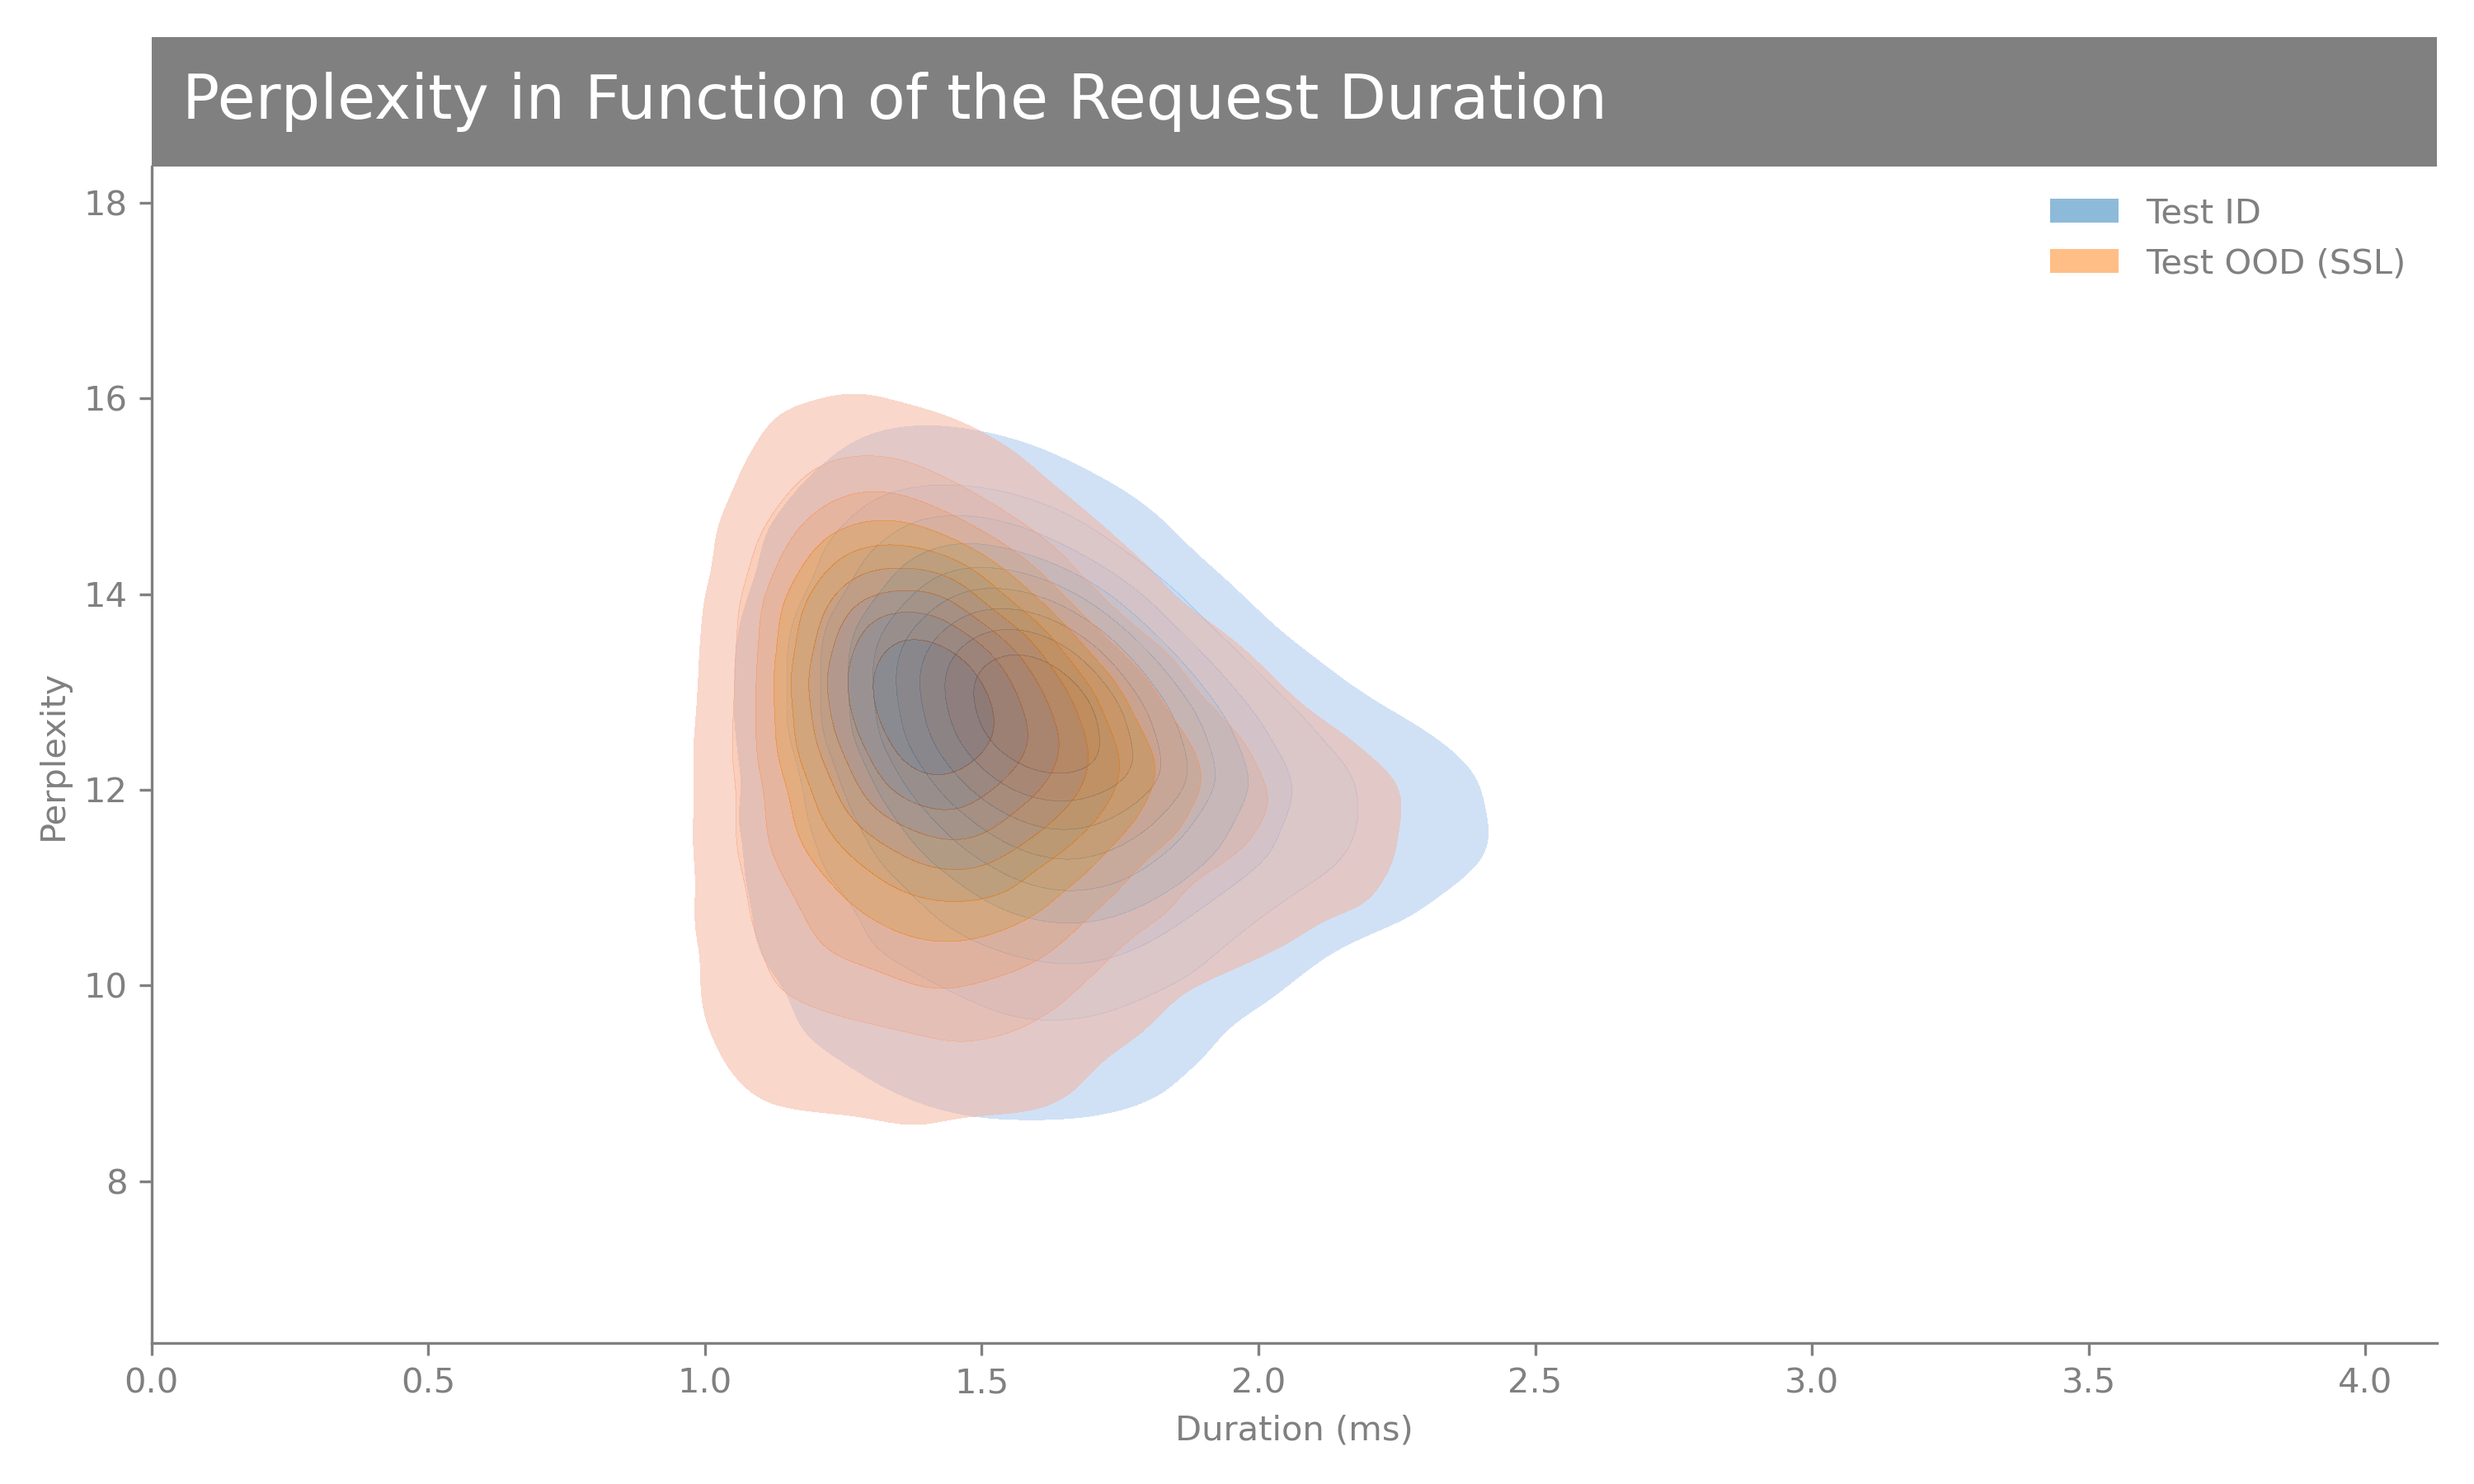 Perplexity in Function of the Request Duration
Test ID
Test OOD (SSL)
18
16
14
12
10
8
Perplexity
0.0 0.5 1.0 1.5 2.0 2.5 3.0 3.5 4.0
Duration (ms)